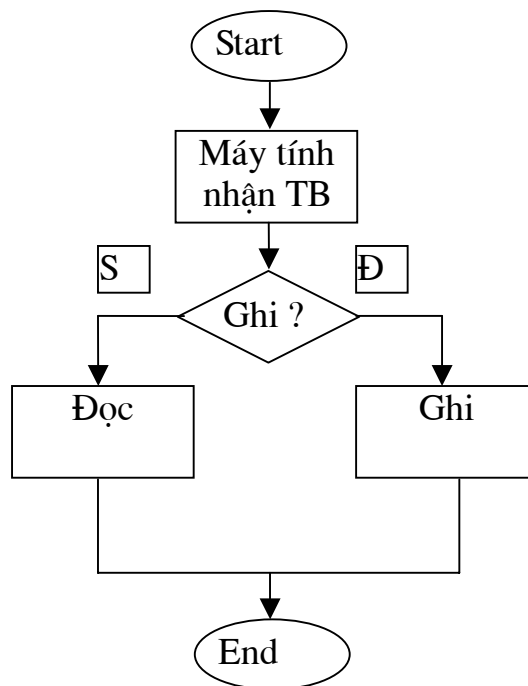 Start
Máy tính
nhận TB
S
Đ
Ghi ?
Đọc
Ghi
End